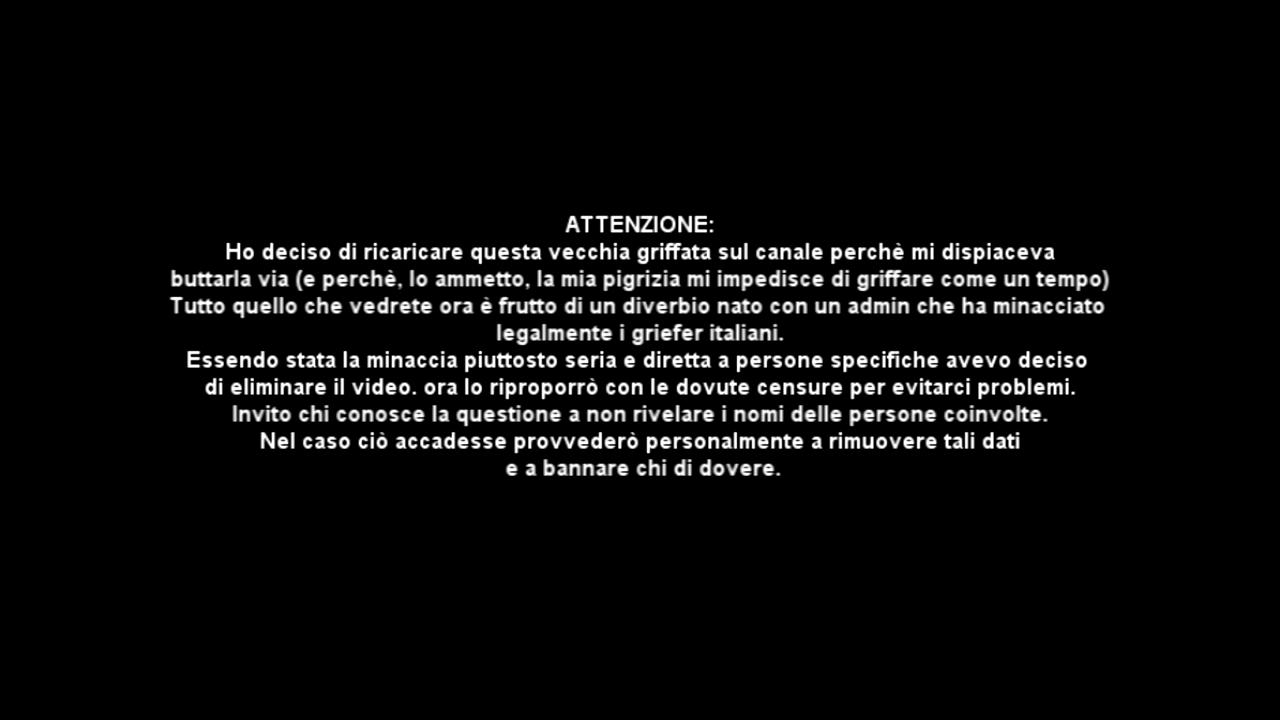 ATTENZIONE:
Ho deciso di ricaricare questa vecchia griffata sul canale perchè mi dispiaceva
buttarla via (e perchè, lo ammetto, la mia pigrizia mi impedisce di griffare come un tempo)
Tutto quello che vedrete ora è frutto di un diverbio nato con un admin che ha minacciato
legalmente i griefer italiani.
Essendo stata la minaccia piuttosto seria e diretta a persone specifiche avevo deciso
di eliminare il video. ora lo riproporrò con le dovute censure per evitarci problemi.
Invito chi conosce la questione a non rivelare i nomi delle persone coinvolte.
Nel caso ciò accadesse provvederò personalmente a rimuovere tali dati
e a bannare chi di dovere.